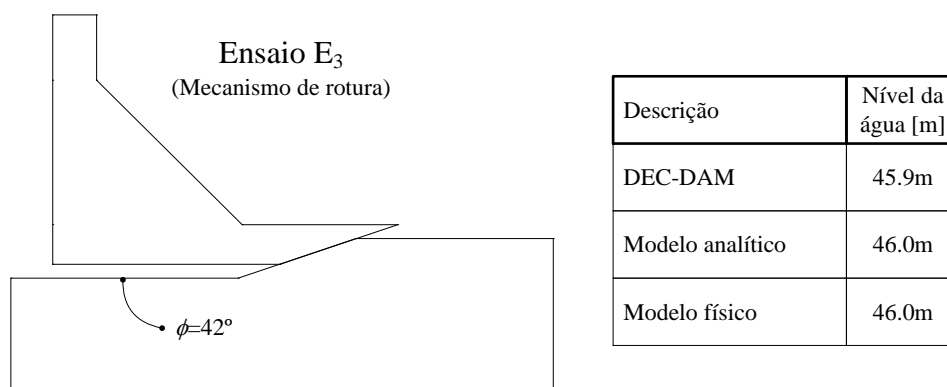 Ensaio E₃
(Mecanismo de rotura)
ϕ=42º
Descrição
Nível da
água [m]
DEC-DAM
45.9m
Modelo analítico
46.0m
Modelo físico
46.0m